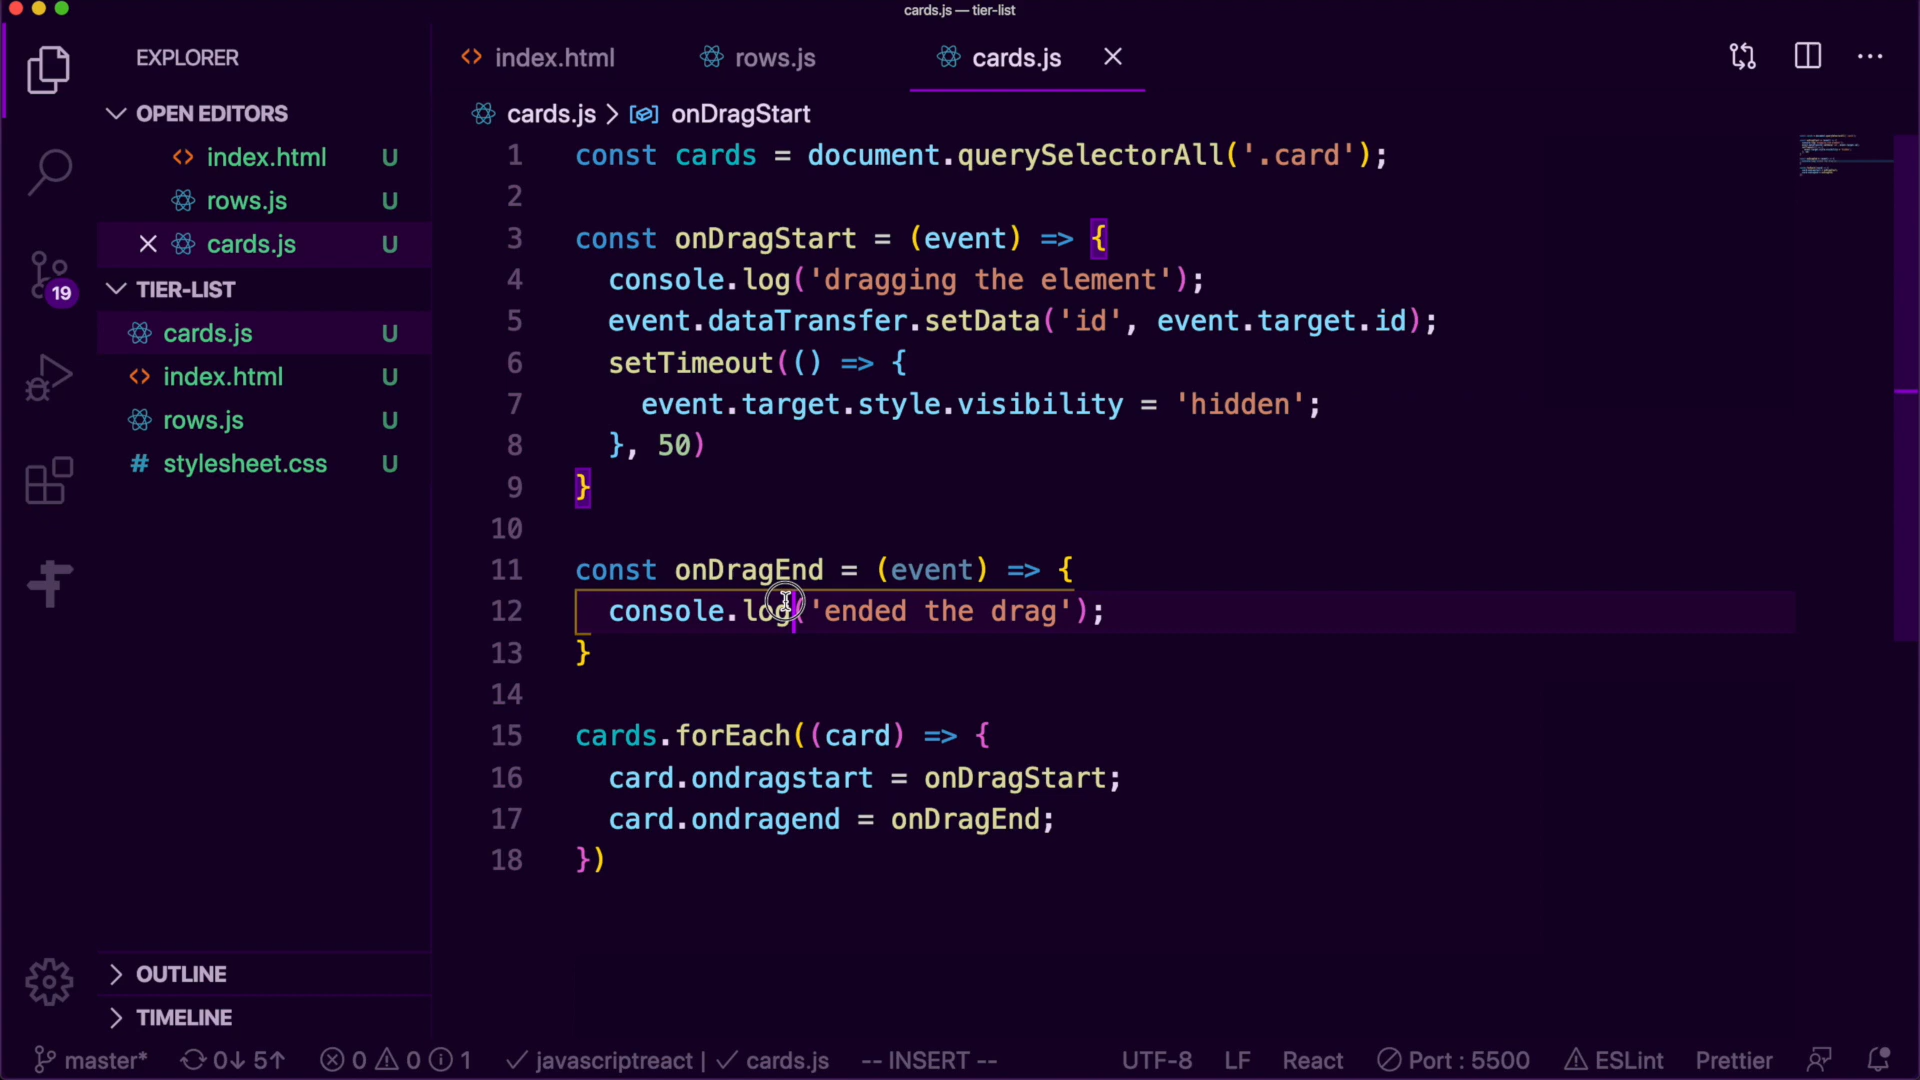 cards.js — tier-list
EXPLORER
OPEN EDITORS
index.html U
rows.js U
cards.js U
TIER-LIST
cards.js U
index.html U
rows.js U
stylesheet.css U
OUTLINE
TIMELINE
19
index.html rows.js cards.js
cards.js > onDragStart
1 const cards = document.querySelectorAll('.card');
2
3 const onDragStart = (event) => {
4 console.log('dragging the element');
5 event.dataTransfer.setData('id', event.target.id);
6 setTimeout(() => {
7 event.target.style.visibility = 'hidden';
8 }, 50)
9 }
10
11 const onDragEnd = (event) => {
12 console.log('ended the drag');
13 }
14
15 cards.forEach((card) => {
16 card.ondragstart = onDragStart;
17 card.ondragend = onDragEnd;
18 })
master* 0↓ 5↑ 0 0 1 ✓ javascriptreact | ✓ cards.js -- INSERT -- UTF-8 LF React Port : 5500 ESLint Prettier